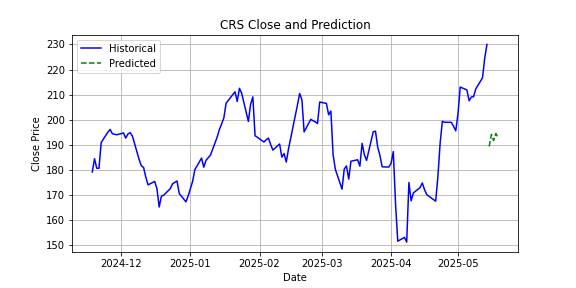 CRS Close and Prediction
Historical
Predicted
Close Price
230
220
210
200
190
180
170
160
150
2024-12 2025-01 2025-02 2025-03 2025-04 2025-05
Date